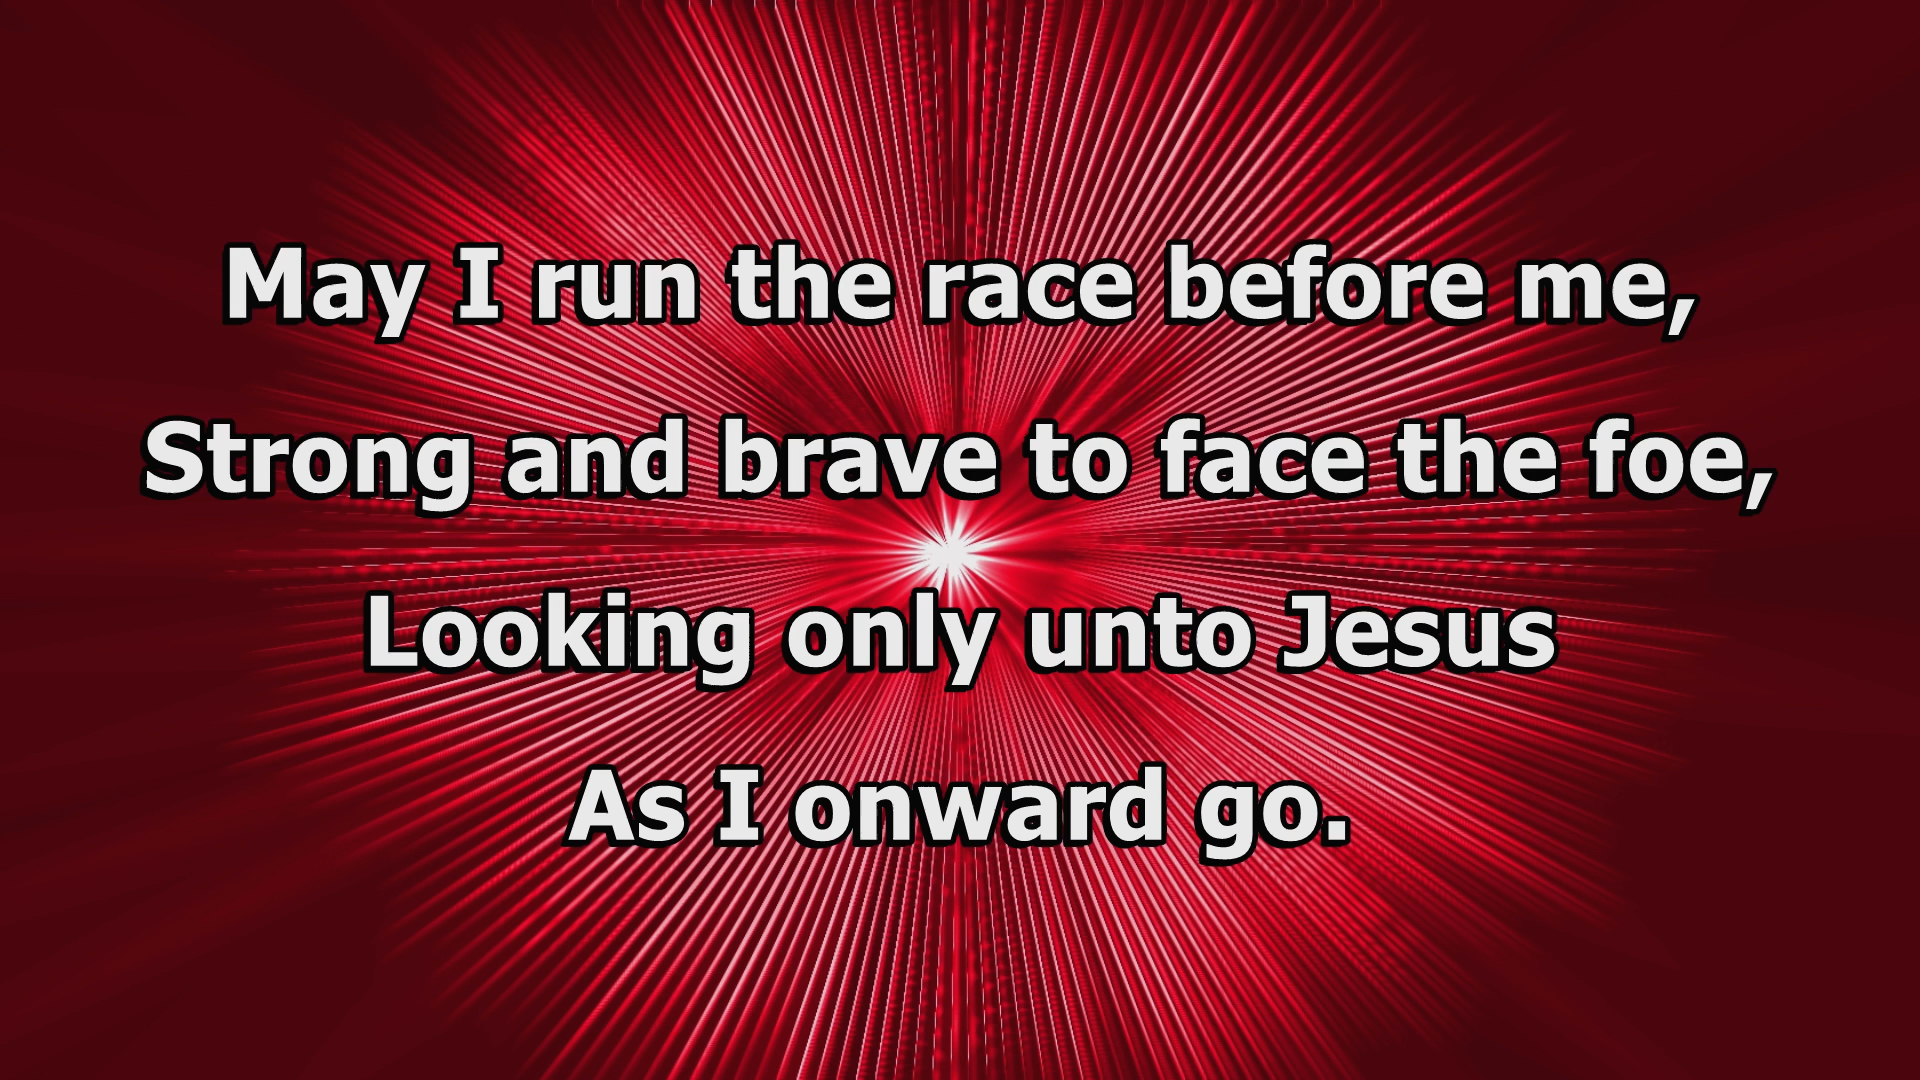 May I run the race before me,
Strong and brave to face the foe,
Looking only unto Jesus
As I onward go.